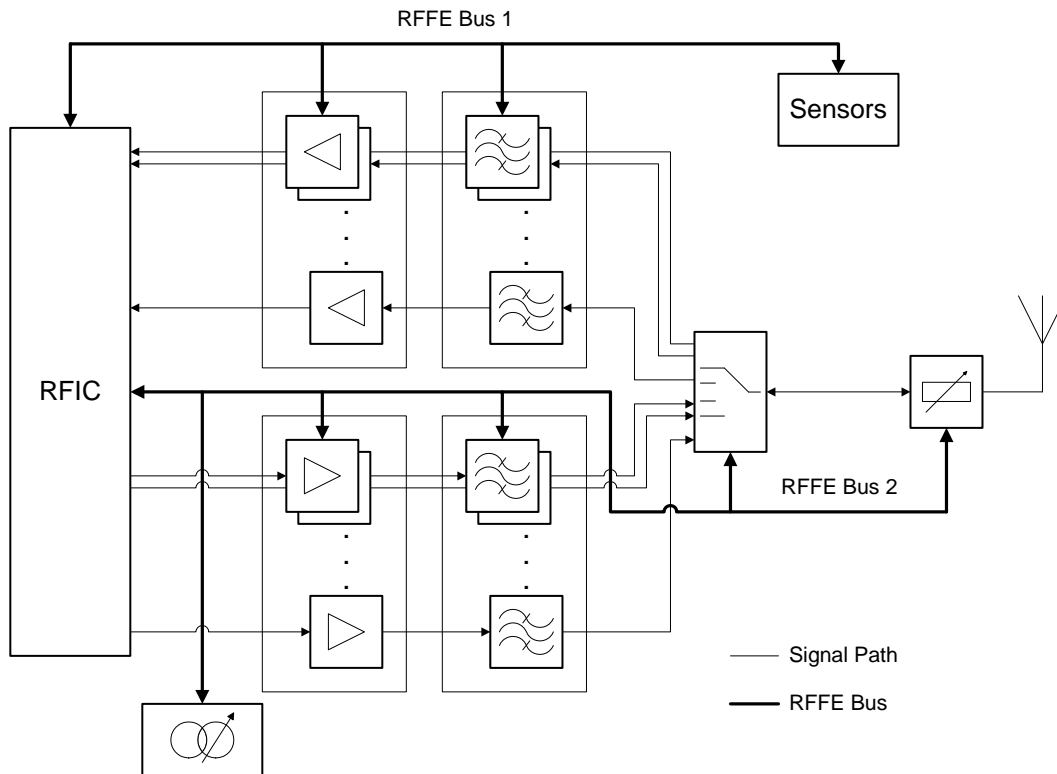 RFFE Bus 1
Sensors
RFIC
RFFE Bus 2
Signal Path
RFFE Bus